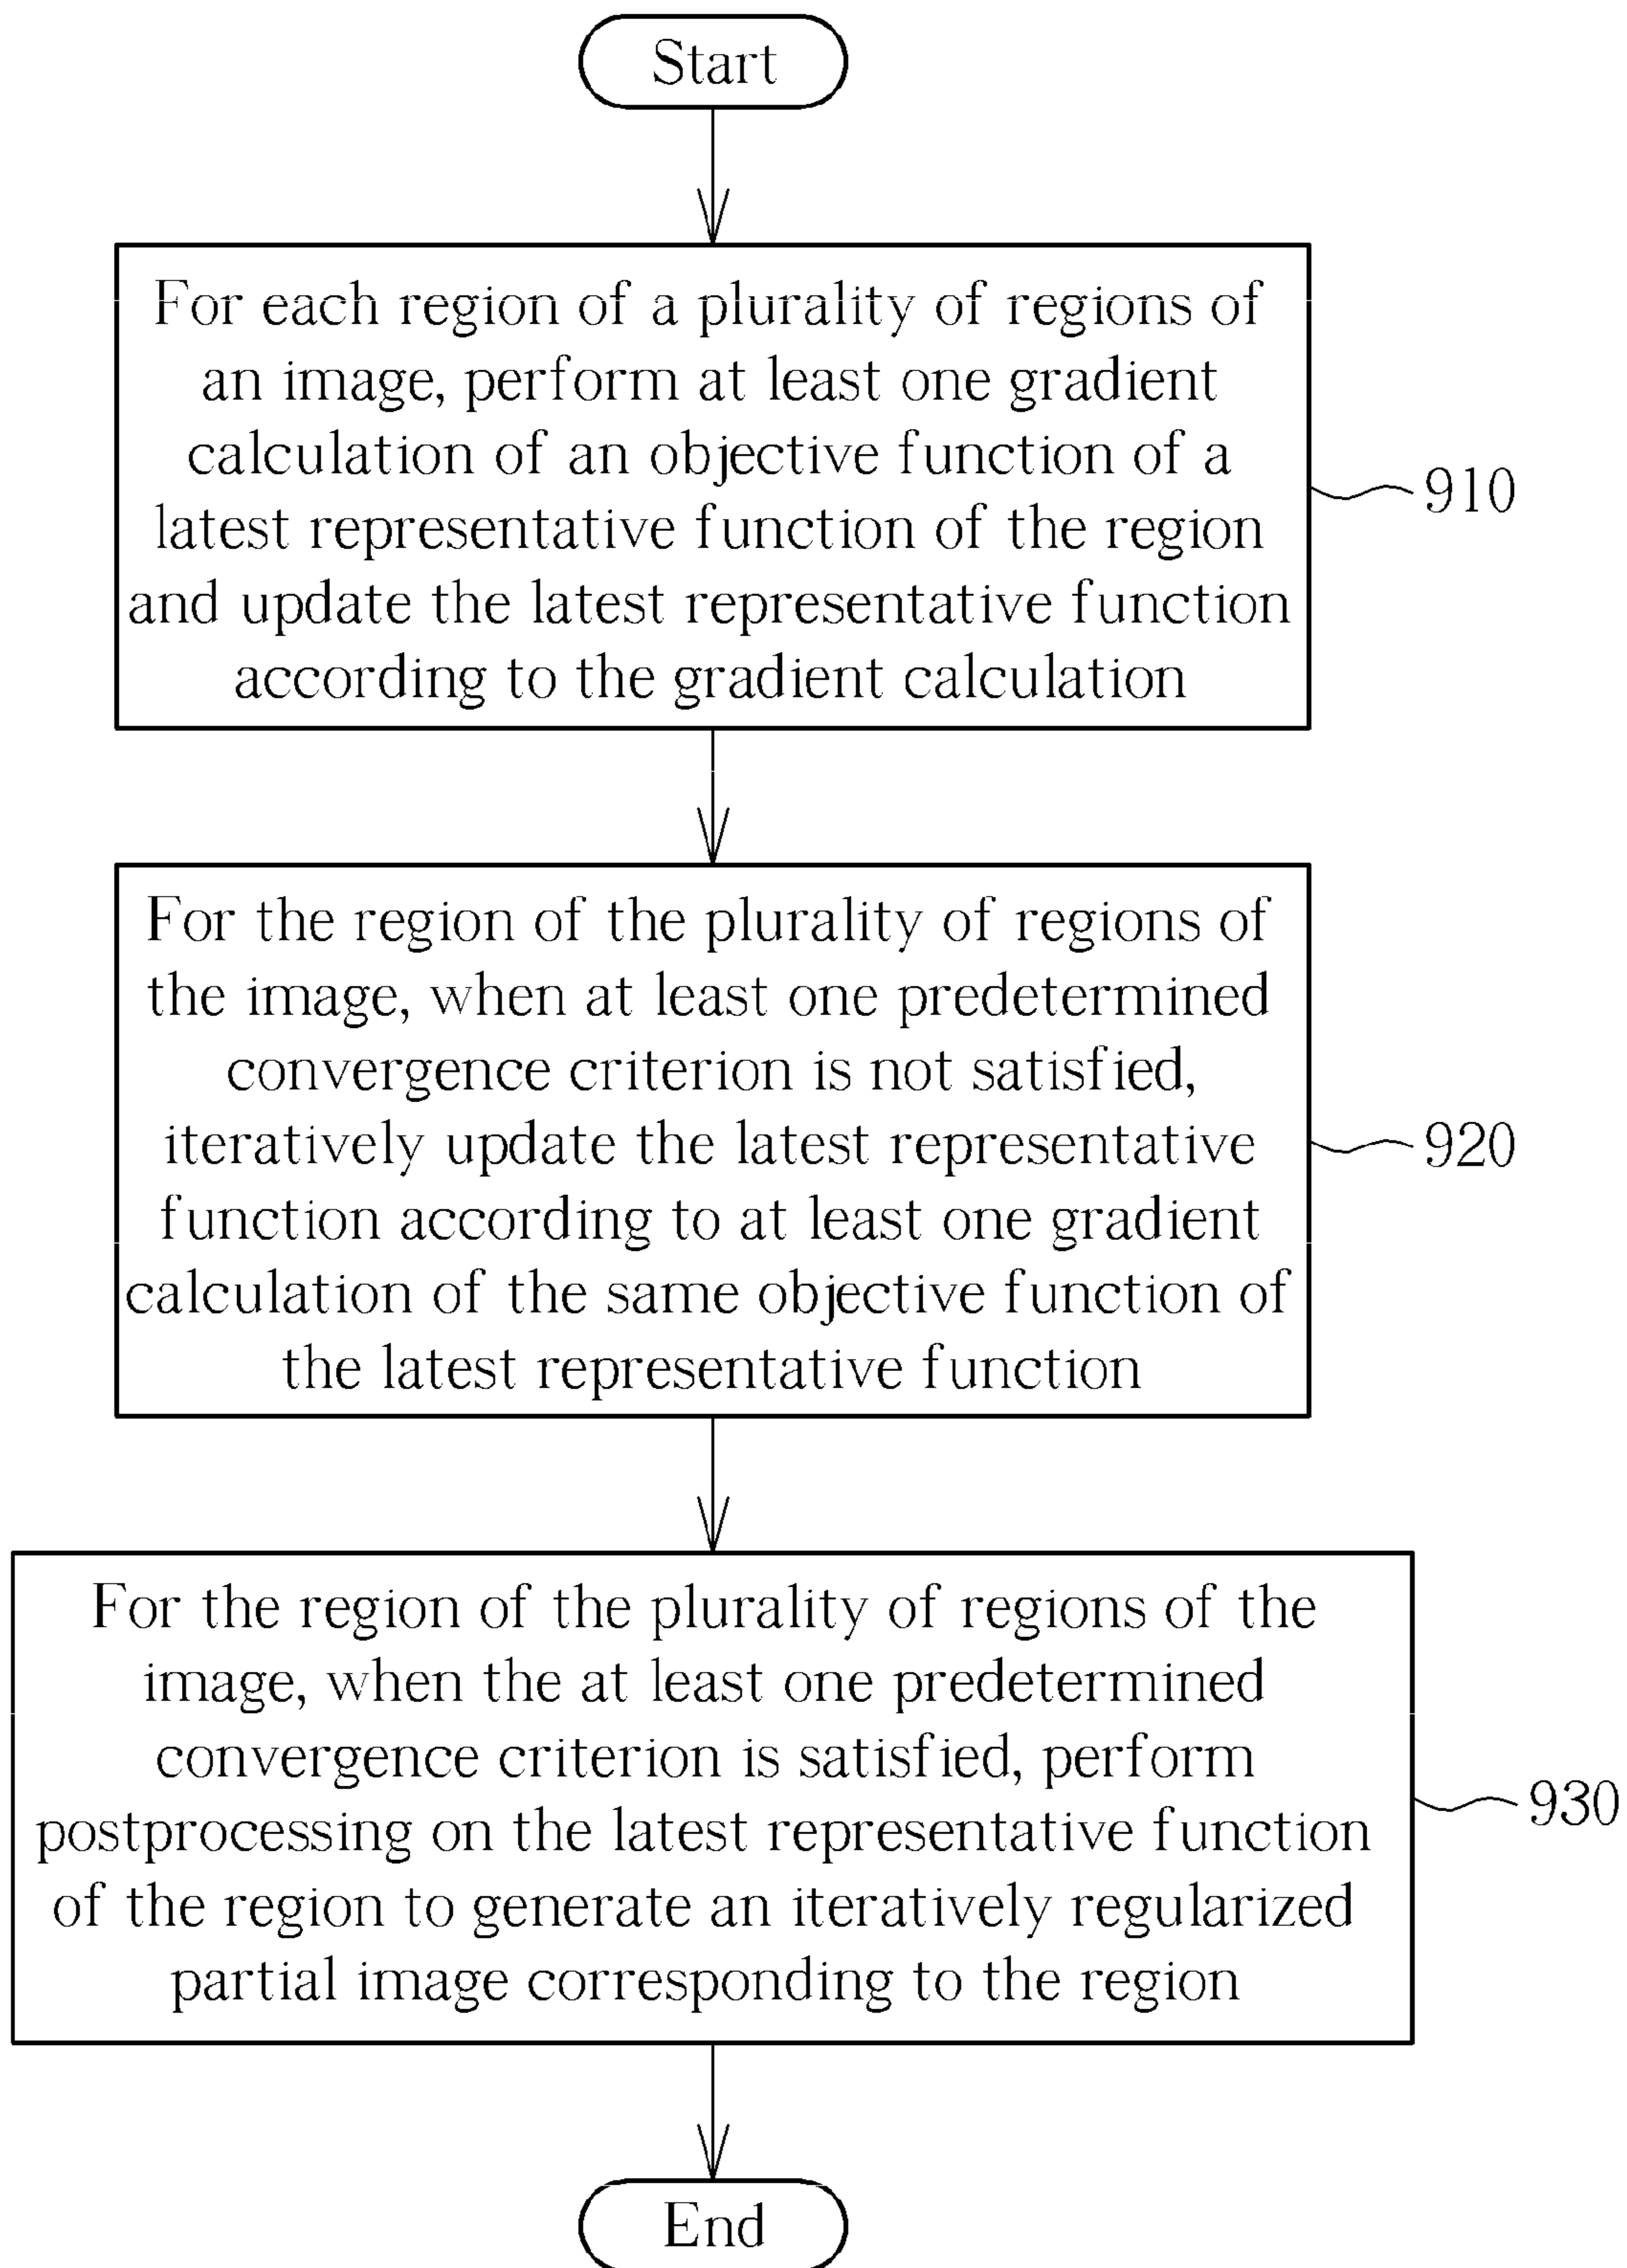 Start
For each region of a plurality of regions of
an image, perform at least one gradient
calculation of an objective function of a
latest representative function of the region
and update the latest representative function
according to the gradient calculation
910
For the region of the plurality of regions of
the image, when at least one predetermined
convergence criterion is not satisfied,
iteratively update the latest representative
function according to at least one gradient
calculation of the same objective function of
the latest representative function
920
For the region of the plurality of regions of the
image, when the at least one predetermined
convergence criterion is satisfied, perform
postprocessing on the latest representative function
of the region to generate an iteratively regularized
partial image corresponding to the region
930
End